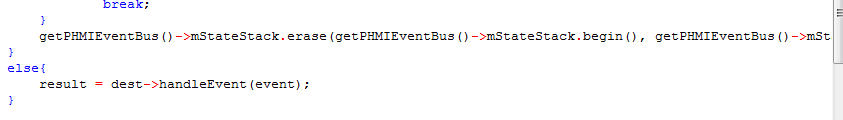 break;
}
getPHMIEventBus()->mStateStack.erase(getPHMIEventBus()->mStateStack.begin(), getPHMIEventBus()->mSt
}
else{
result = dest->handleEvent(event);
}